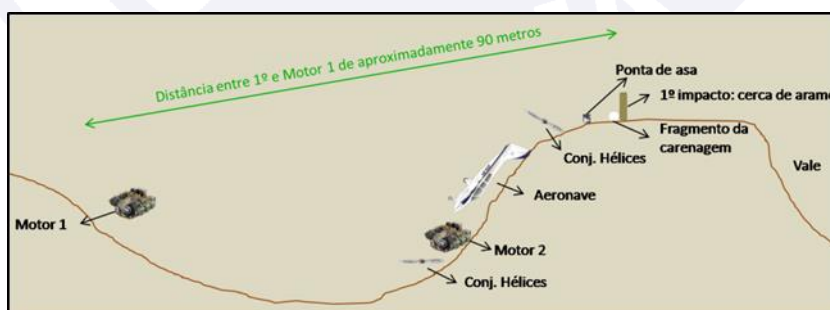 Distância entre 1º e Motor 1 de aproximadamente 90 metros
Ponta de asa
1º impacto: cerca de arame
Fragmento da
carenagem
Conj. Hélices
Vale
Aeronave
Motor 1
Motor 2
Conj. Hélices